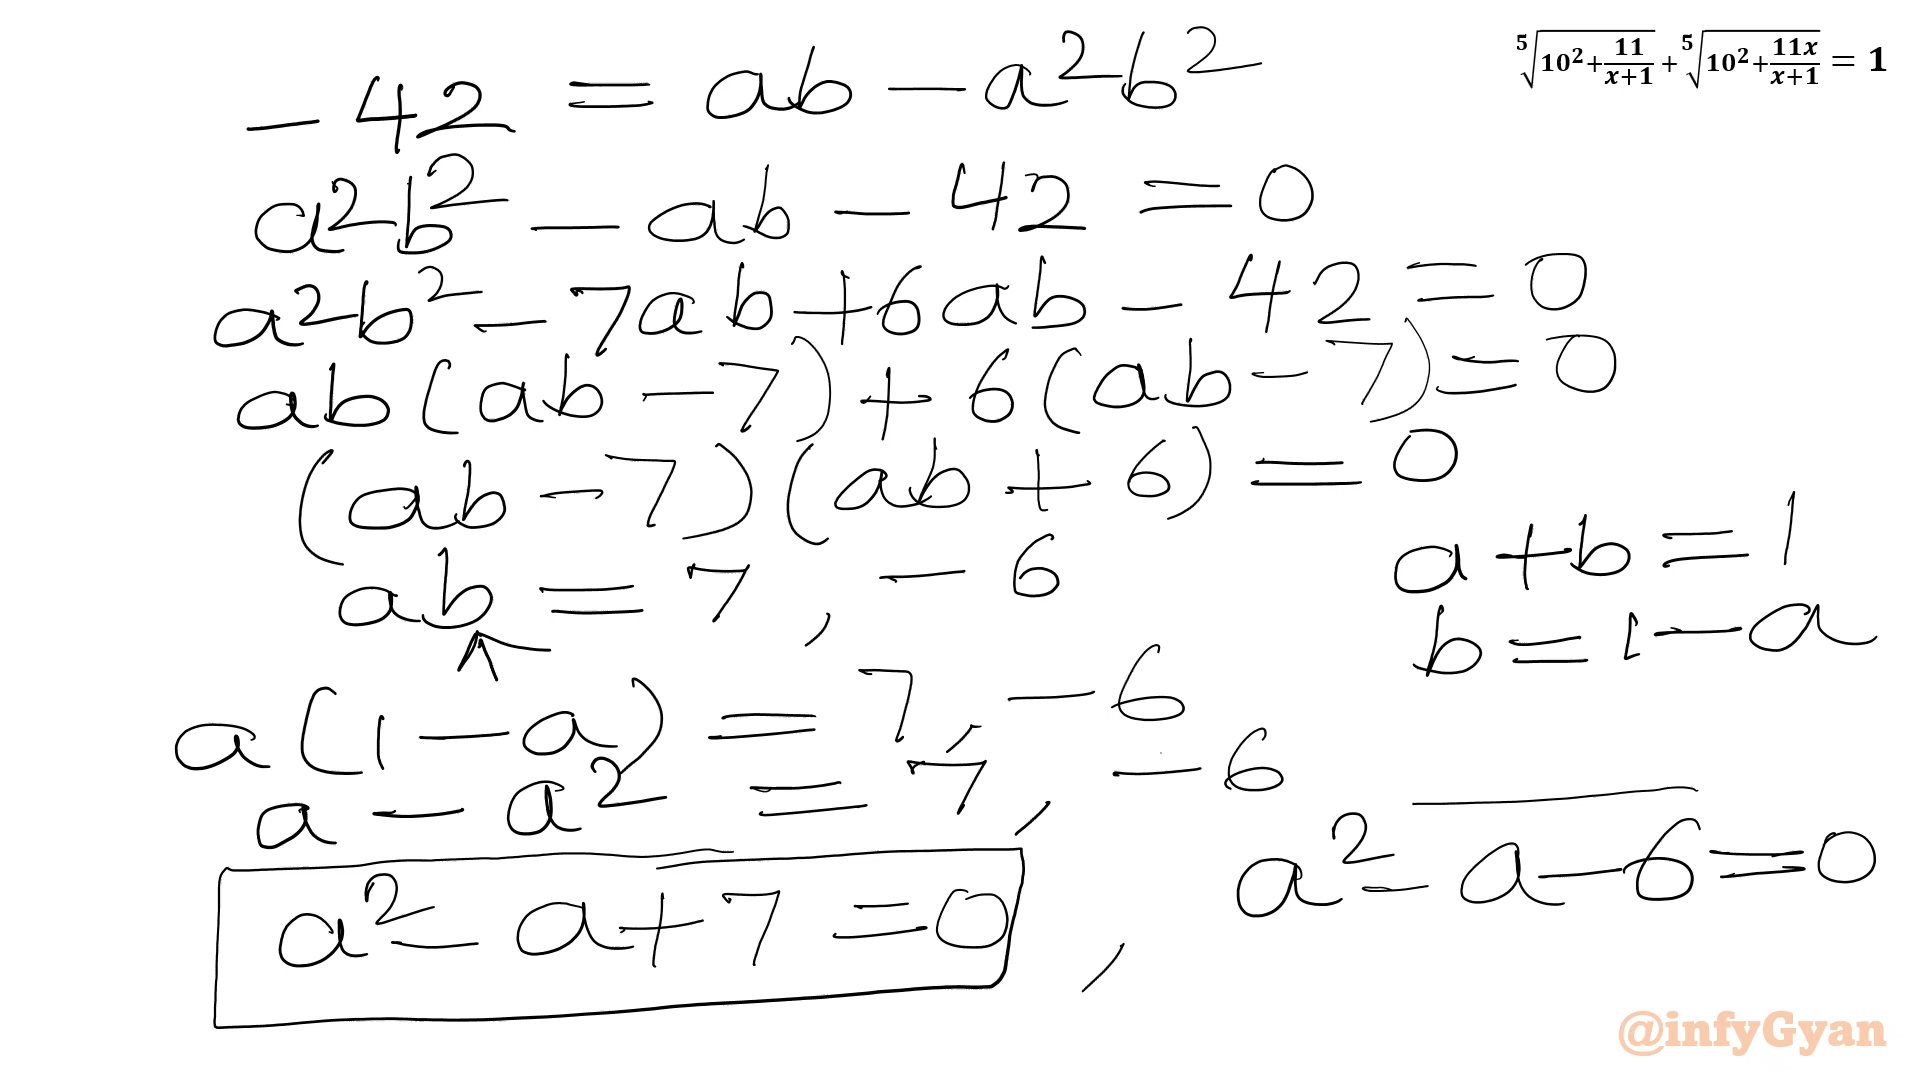 ⁵√(10² + 11/(x+1)) + ⁵√(10² + 11x/(x+1)) = 1
- 42 = ab - a²b²
a²b² - ab - 42 = 0
a²b² - 7ab + 6ab - 42 = 0
ab(ab - 7) + 6(ab - 7) = 0
(ab - 7)(ab + 6) = 0
a + b = 1
ab = 7, - 6
b = 1 - a
a(1 - a) = 7, - 6
a - a² = 7, - 6
a² - a + 7 = 0, a² - a - 6 = 0
@infyGyan